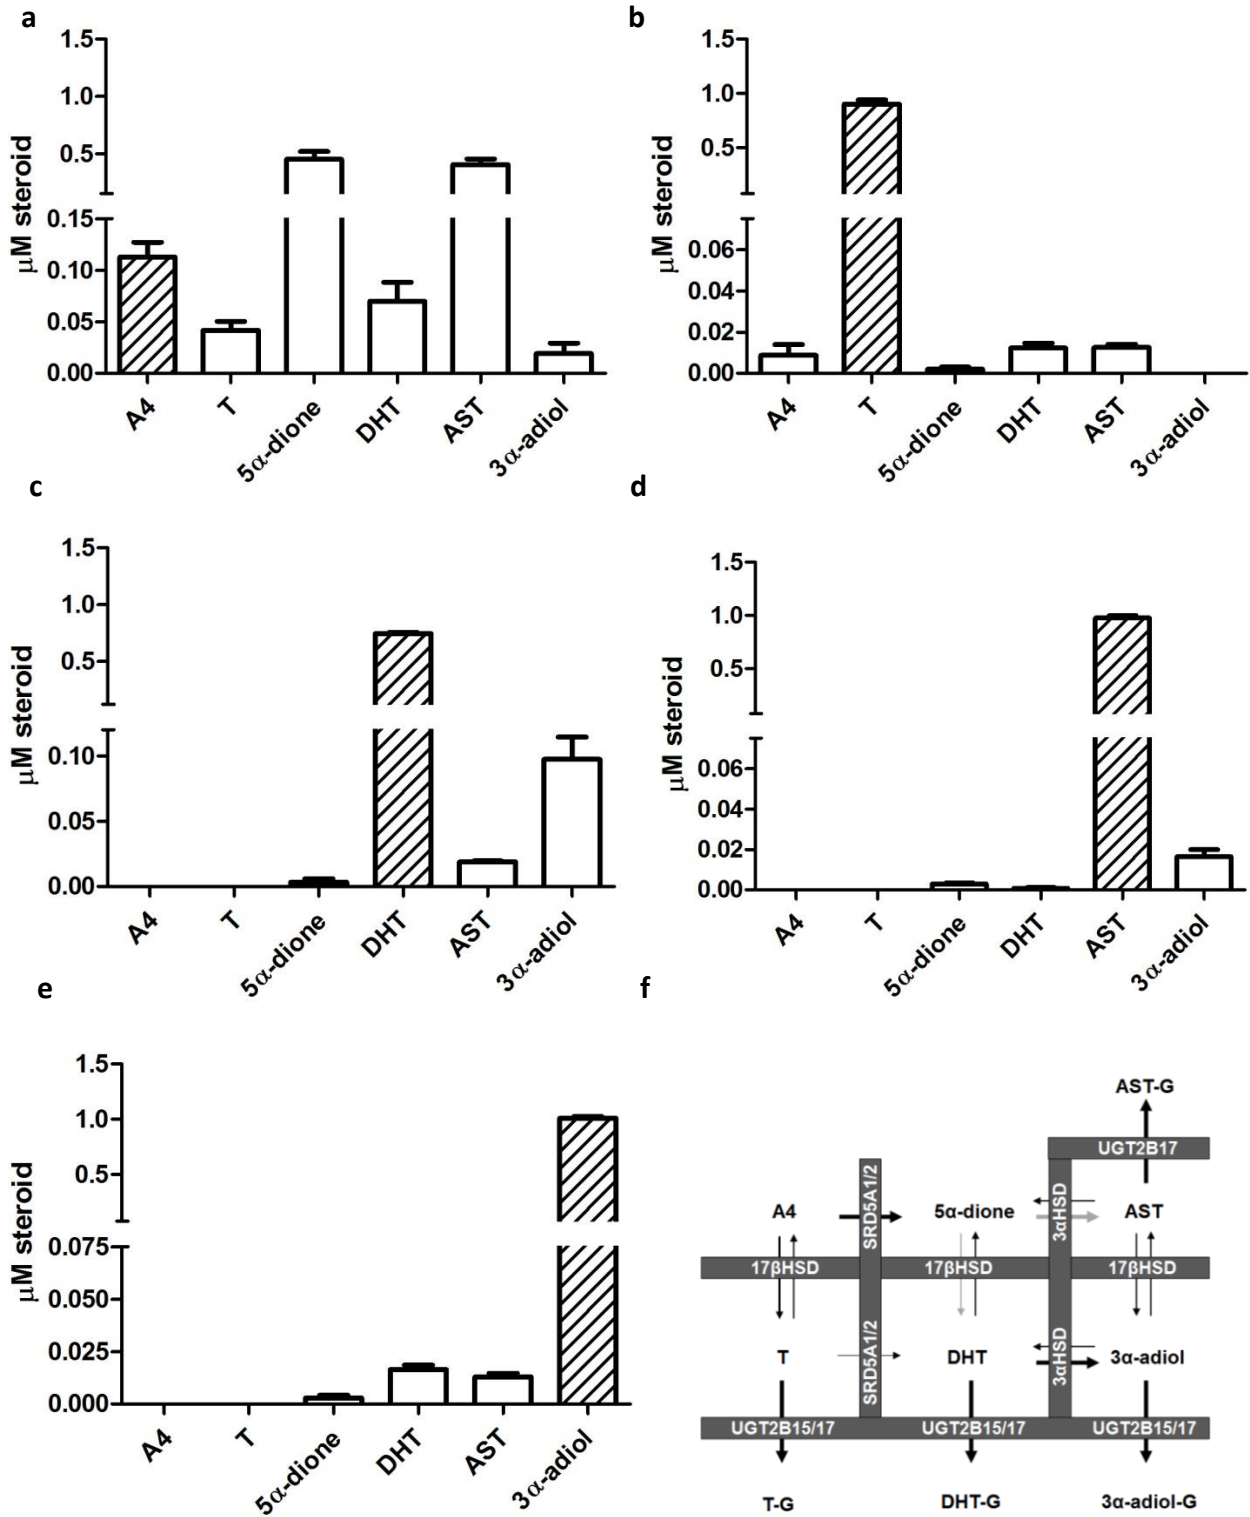 a
1.5
1.0
0.5
0.15
0.10
0.05
0.00
μM steroid
A4
T
5α-dione
DHT
AST
3α-adiol
b
1.5
1.0
0.5
0.06
0.04
0.02
0.00
μM steroid
A4
T
5α-dione
DHT
AST
3α-adiol
c
1.5
1.0
0.5
0.10
0.05
0.00
μM steroid
A4
T
5α-dione
DHT
AST
3α-adiol
d
1.5
1.0
0.5
0.06
0.04
0.02
0.00
μM steroid
A4
T
5α-dione
DHT
AST
3α-adiol
e
1.5
1.0
0.5
0.075
0.050
0.025
0.000
μM steroid
A4
T
5α-dione
DHT
AST
3α-adiol
f
AST-G
UGT2B17
A4
SRD5A1/2
5α-dione
3αHSD
AST
17βHSD
17βHSD
17βHSD
T
SRD5A1/2
DHT
3αHSD
3α-adiol
UGT2B15/17
UGT2B15/17
UGT2B15/17
T-G
DHT-G
3α-adiol-G